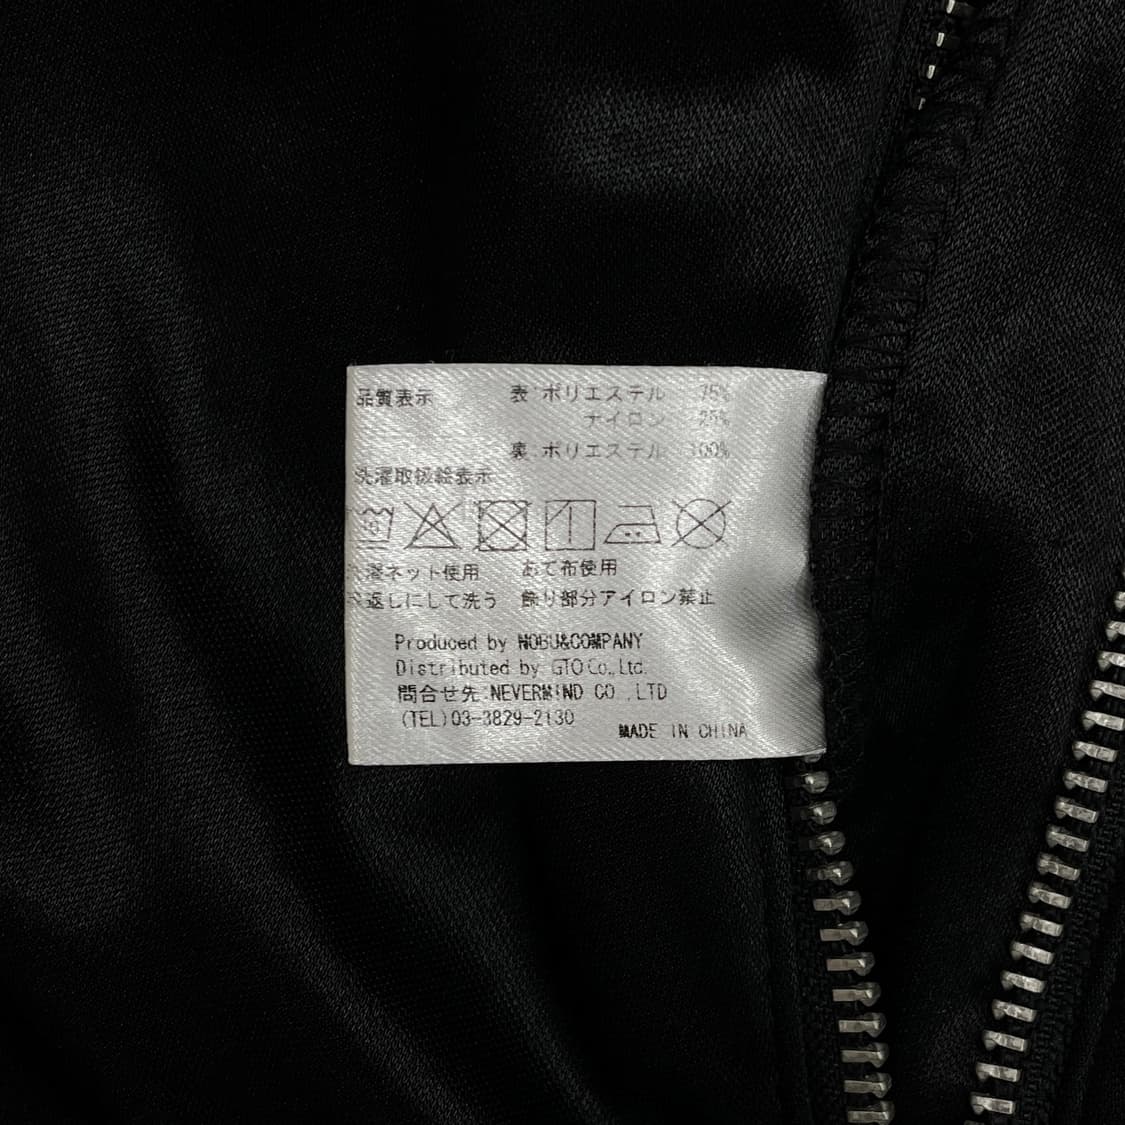 品質表示 表:ポリエステル 75%
ナイロン 25%
裏:ポリエステル 100%
洗濯取扱絵表示
濯ネット使用 あて布使用
返しにして洗う 飾り部分アイロン禁止
Produced by NOBU&COMPANY
Distributed by GTO Co., Ltd.
問合せ先:NEVERMIND CO.,LTD
(TEL)03-3829-2130
MADE IN CHINA